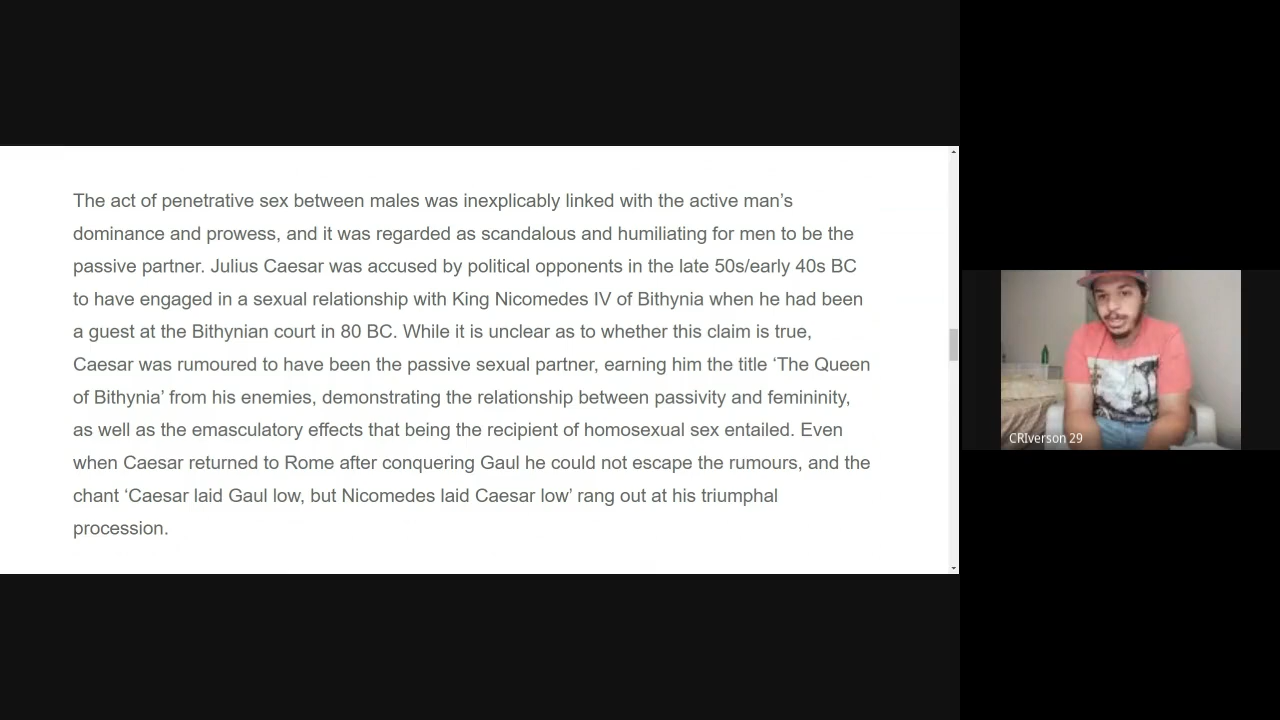 The act of penetrative sex between males was inexplicably linked with the active man’s
dominance and prowess, and it was regarded as scandalous and humiliating for men to be the
passive partner. Julius Caesar was accused by political opponents in the late 50s/early 40s BC
to have engaged in a sexual relationship with King Nicomedes IV of Bithynia when he had been
a guest at the Bithynian court in 80 BC. While it is unclear as to whether this claim is true,
Caesar was rumoured to have been the passive sexual partner, earning him the title ‘The Queen
of Bithynia’ from his enemies, demonstrating the relationship between passivity and femininity,
as well as the emasculatory effects that being the recipient of homosexual sex entailed. Even
when Caesar returned to Rome after conquering Gaul he could not escape the rumours, and the
chant ‘Caesar laid Gaul low, but Nicomedes laid Caesar low’ rang out at his triumphal
procession.
CRIverson 29